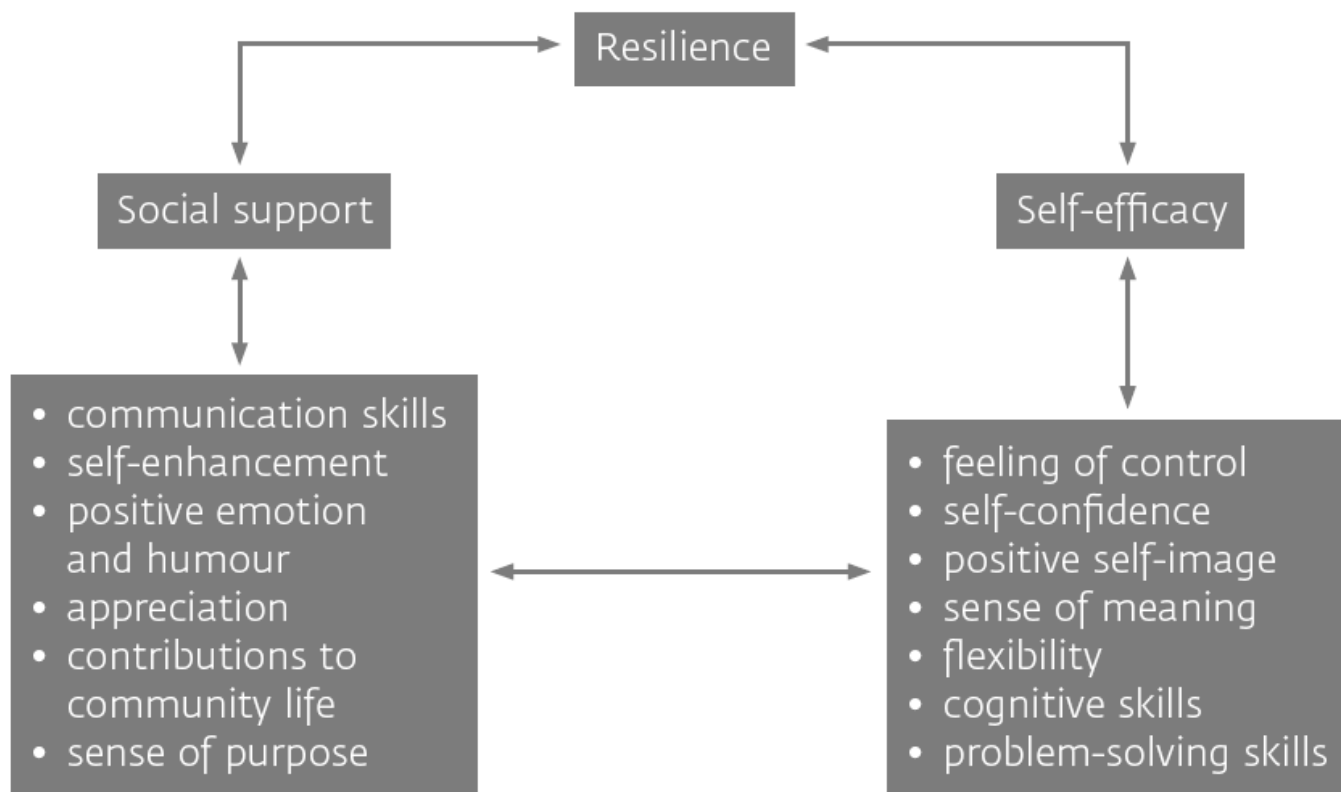 Resilience
Social support
Self-efficacy
• communication skills
• self-enhancement
• positive emotion
and humour
• appreciation
• contributions to
community life
• sense of purpose
• feeling of control
• self-confidence
• positive self-image
• sense of meaning
• flexibility
• cognitive skills
• problem-solving skills